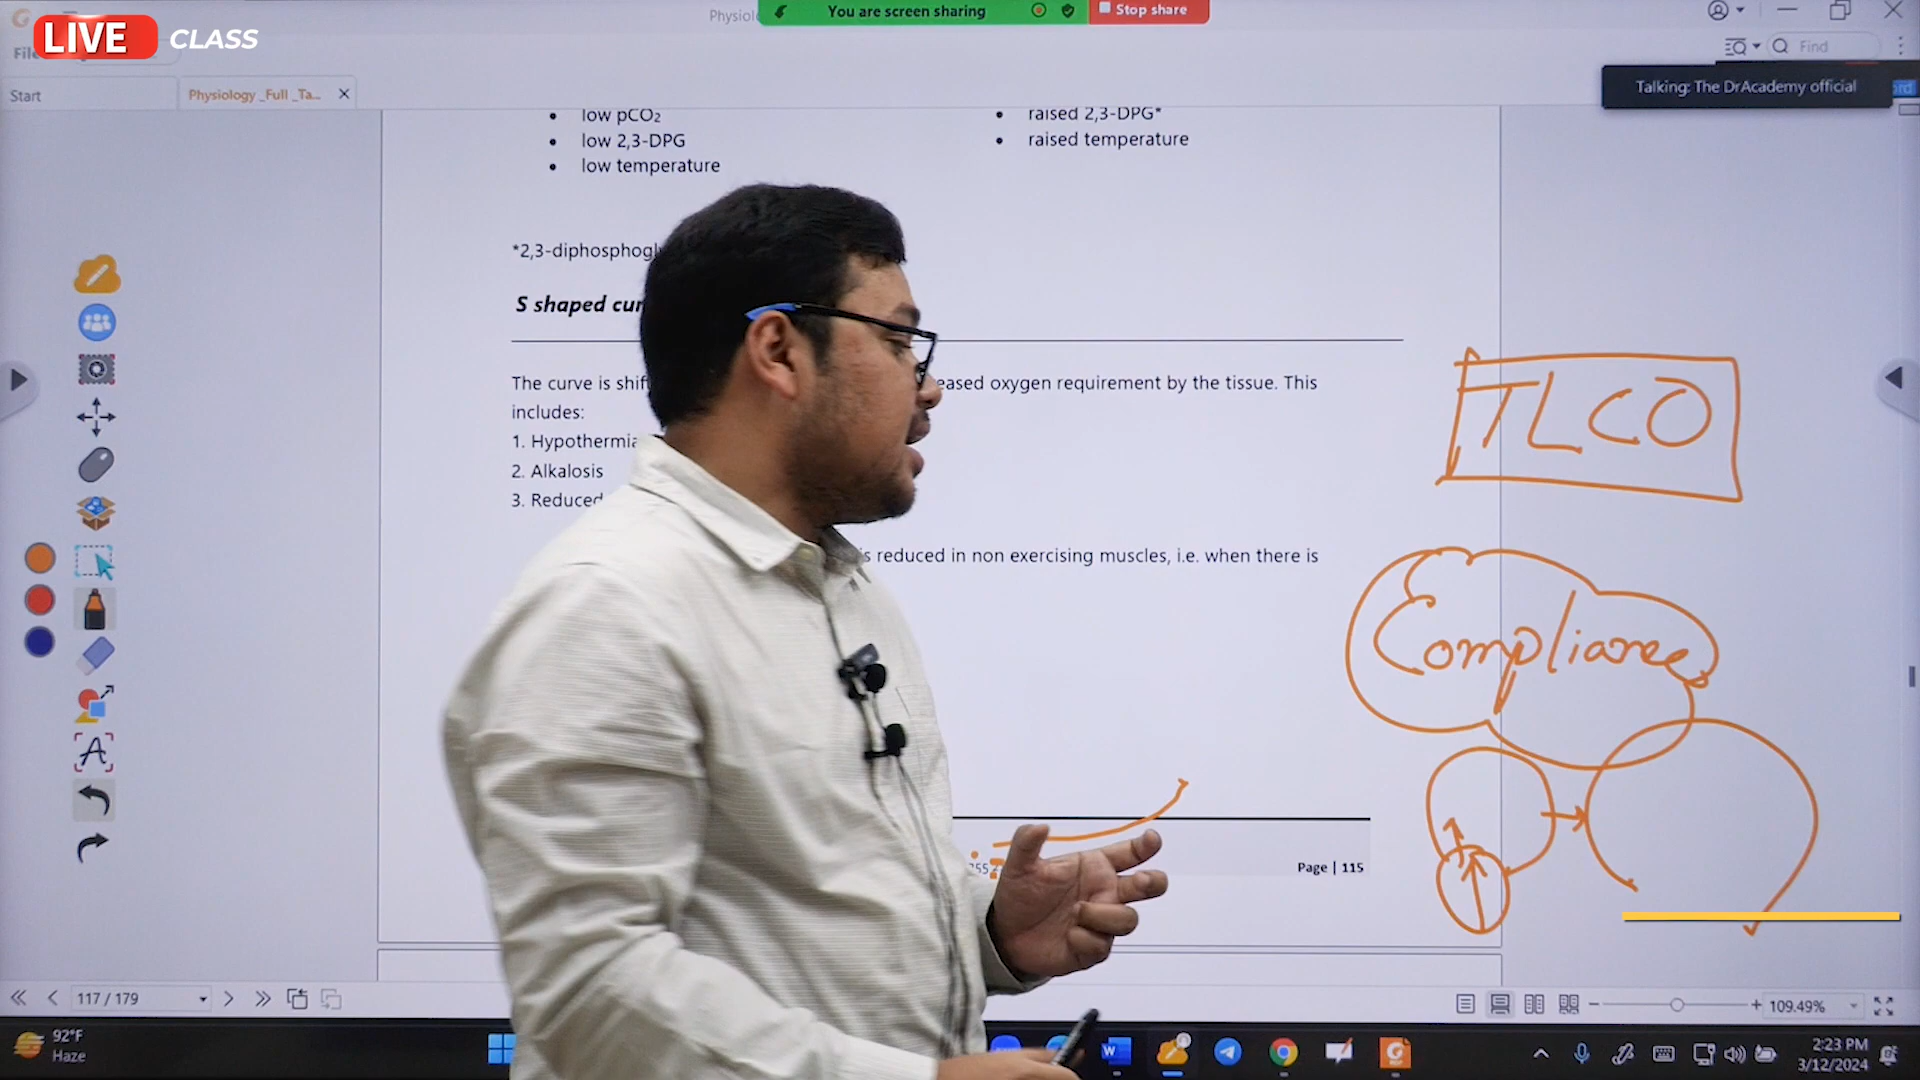 Physiol
You are screen sharing
Stop share
LIVE CLASS
Find
Start
Physiology _Full _Ta...
Talking: The DrAcademy official
• low pCO₂
• low 2,3-DPG
• low temperature
• raised 2,3-DPG*
• raised temperature
*2,3-diphosphogl
S shaped cur
The curve is shif
eased oxygen requirement by the tissue. This
includes:
1. Hypothermia
2. Alkalosis
3. Reduced
is reduced in non exercising muscles, i.e. when there is
TLCO
Compliance
Page | 115
117 / 179
109.49%
92°F
Haze
2:23 PM
3/12/2024